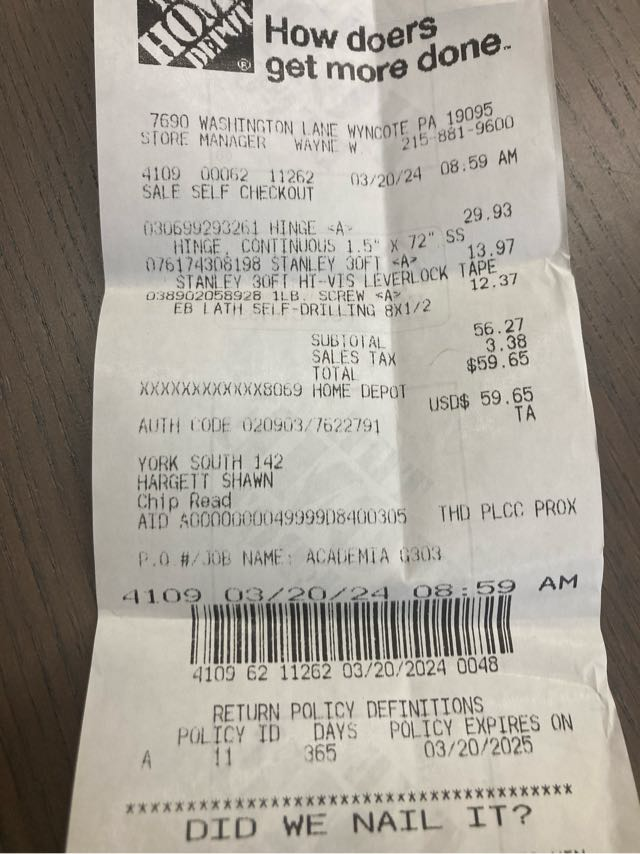 HOME DEPOT
How doers
get more done.™
7690 WASHINGTON LANE WYNCOTE PA 19095
STORE MANAGER WAYNE W. 215-881-9600
4109 00062 11262 03/20/24 08:59 AM
SALE SELF CHECKOUT
030699293261 HINGE <A> 29.93
HINGE, CONTINUOUS 1.5" X 72" SS
076174308198 STANLEY 30FT <A> 13.97
STANLEY 30FT HI-VIS LEVERLOCK TAPE
038902058928 1LB. SCREW <A> 12.37
EB LATH SELF-DRILLING 8X1/2
SUBTOTAL 56.27
SALES TAX 3.38
TOTAL $59.65
XXXXXXXXXXXX8069 HOME DEPOT
USD$ 59.65
AUTH CODE 020903/7622791 TA
YORK SOUTH 142
HARGETT SHAWN
Chip Read
AID A0000000049999D8400305 THD PLCC PROX
P.O.#/JOB NAME: ACADEMIA G303
4109 03/20/24 08:59 AM
4109 62 11262 03/20/2024 0048
RETURN POLICY DEFINITIONS
POLICY ID DAYS POLICY EXPIRES ON
A 11 365 03/20/2025
****************************************
DID WE NAIL IT?